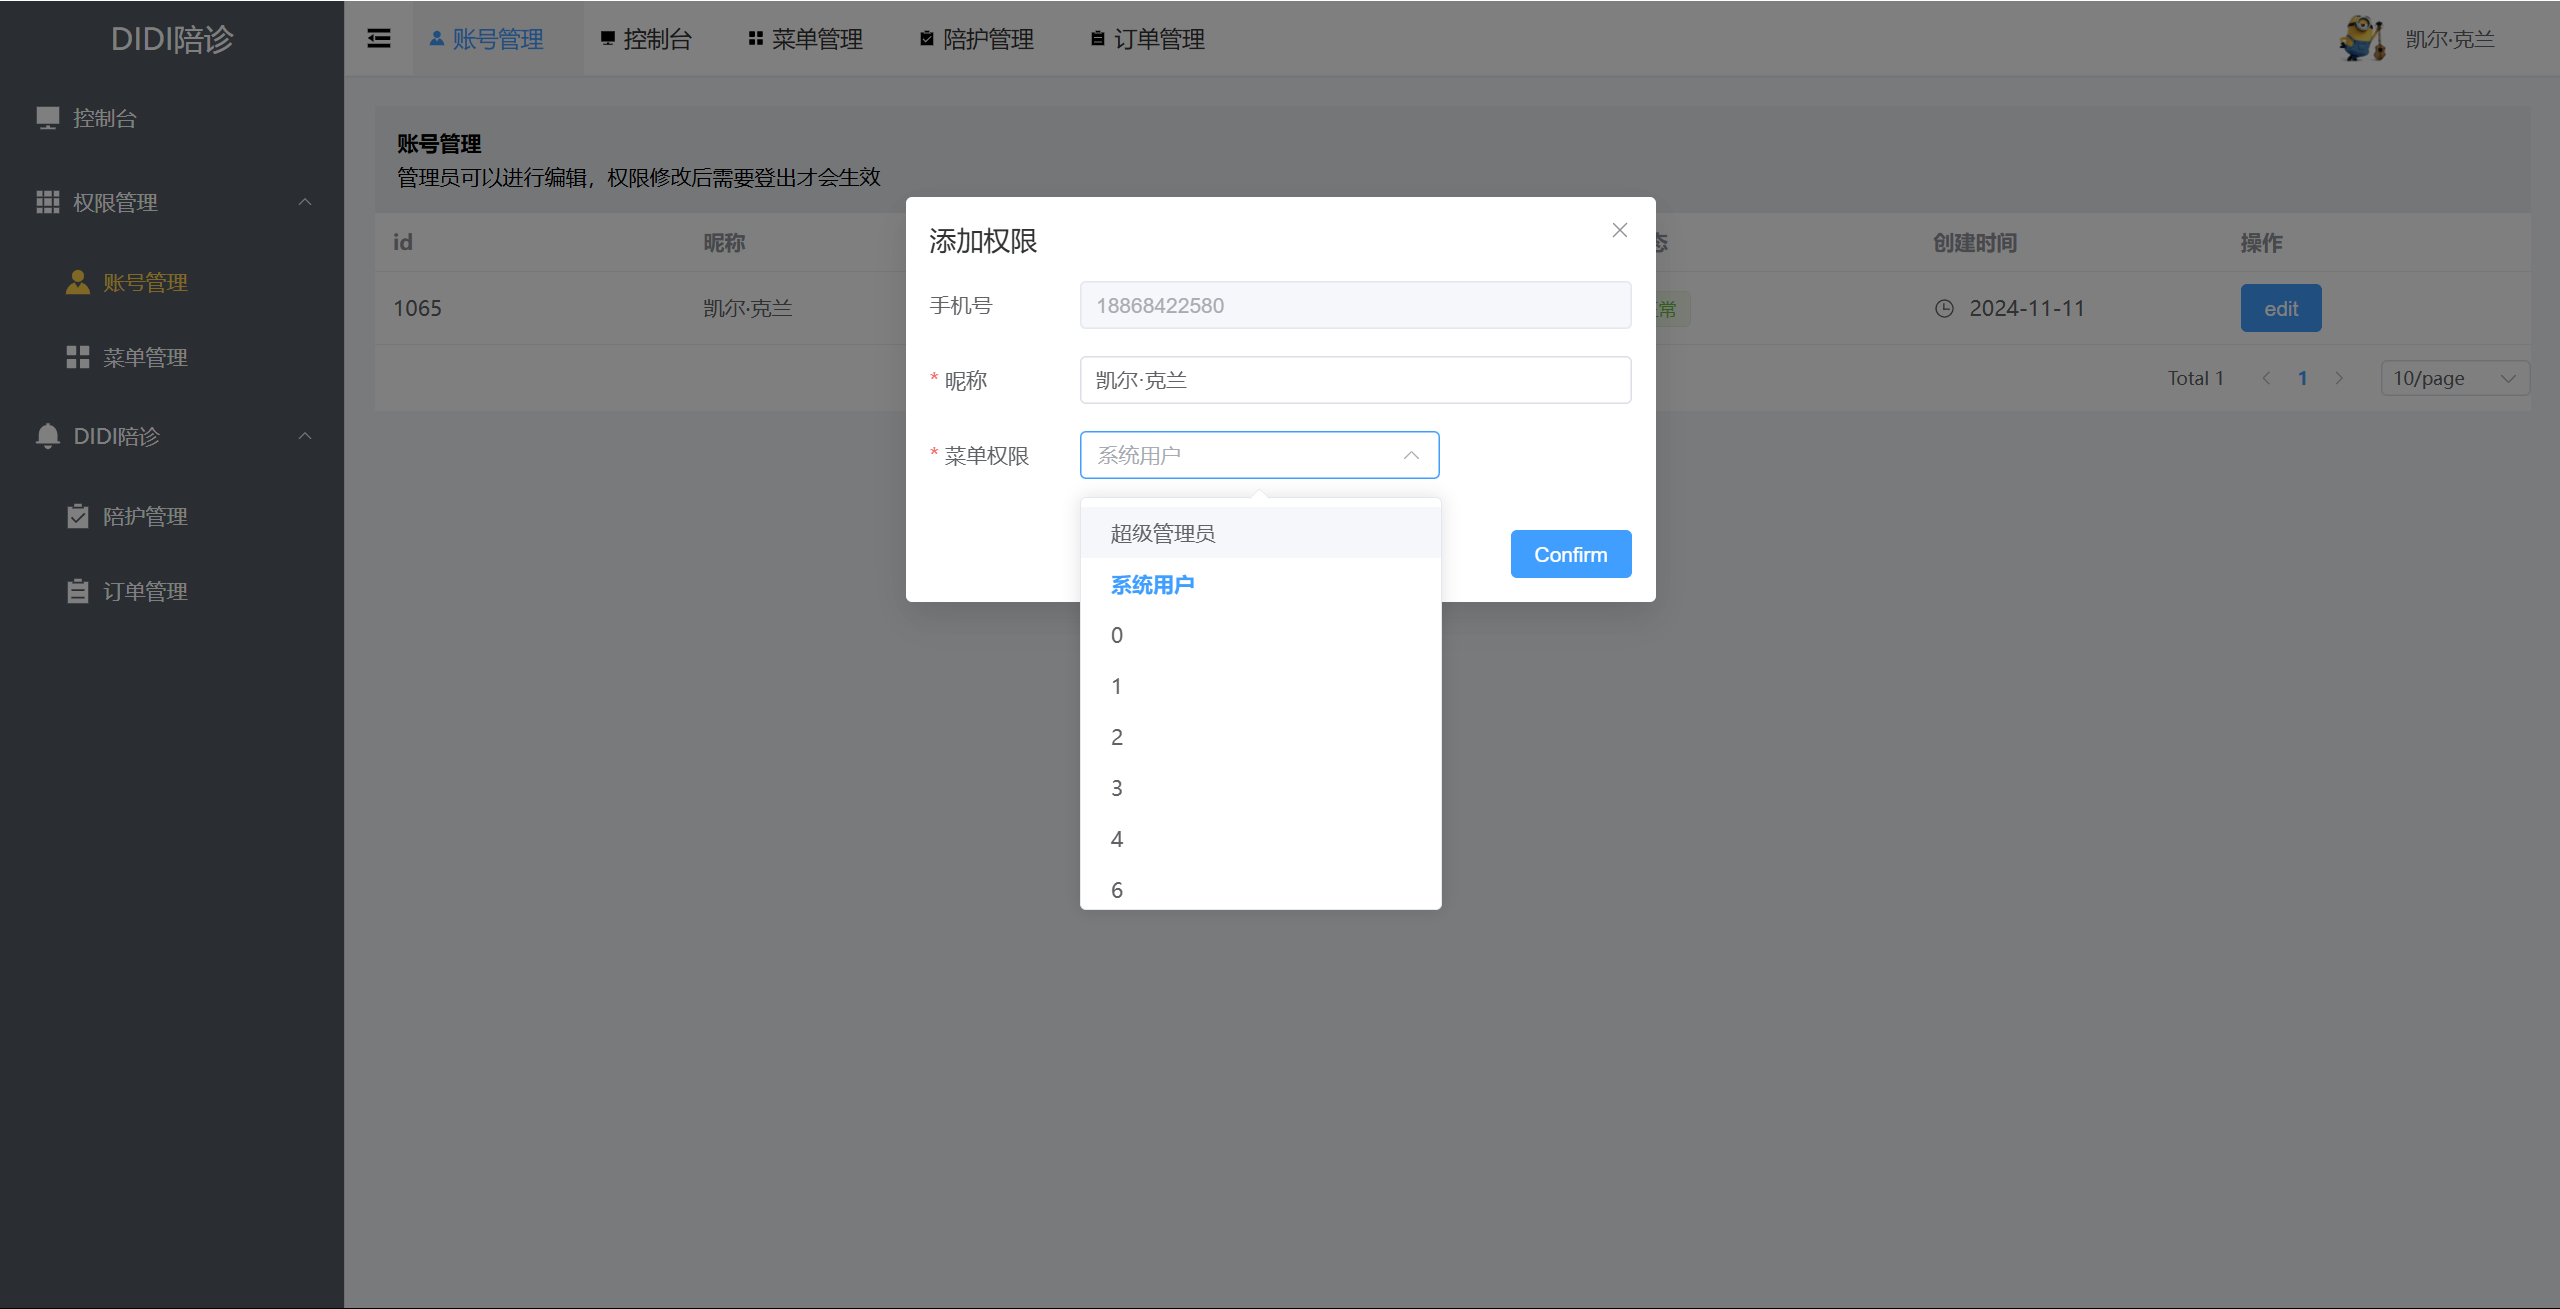 DIDI陪诊
控制台
权限管理
账号管理
菜单管理
DIDI陪诊
陪护管理
订单管理
账号管理 控制台 菜单管理 陪护管理 订单管理
凯尔·克兰
账号管理
管理员可以进行编辑，权限修改后需要登出才会生效
id 昵称 态 创建时间 操作
1065 凯尔·克兰 常 2024-11-11 edit
Total 1 1 10/page
添加权限
手机号 18868422580
* 昵称 凯尔·克兰
* 菜单权限 系统用户
超级管理员
系统用户
0
1
2
3
4
6
Confirm